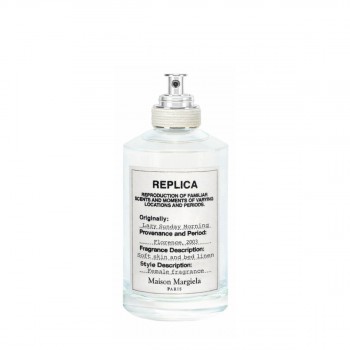 REPLICA
REPRODUCTION OF FAMILIAR
SCENTS AND MOMENTS OF VARYING
LOCATIONS AND PERIODS.
Originally:
Lazy Sunday Morning
Provenance and Period:
Florence, 2003
Fragrance Description:
Soft skin and bed linen
Style Description:
Female fragrance
Maison Margiela
PARIS